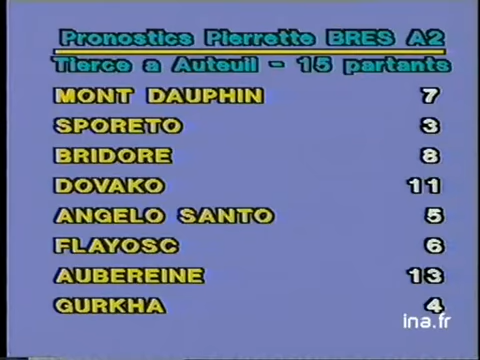 Pronostics Pierrette BRES A2
Tierce a Auteuil - 15 partants
MONT DAUPHIN 7
SPORETO 3
BRIDORE 8
DOVAKO 11
ANGELO SANTO 5
FLAYOSC 6
AUBEREINE 13
GURKHA 4
ina.fr